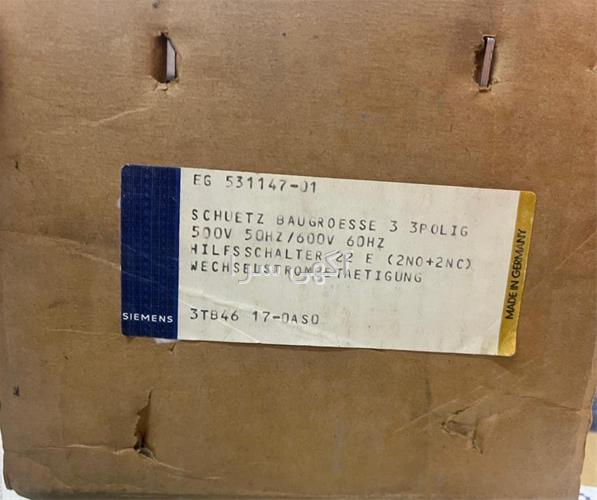 EG 531147-01
SCHUETZ BAUGROESSE 3 3POLIG
500V 50HZ/600V 60HZ
HILFSSCHALTER 22 E (2NO+2NC)
WECHSELSTROMBETAETIGUNG
3TB46 17-0AS0
SIEMENS
MADE IN GERMANY